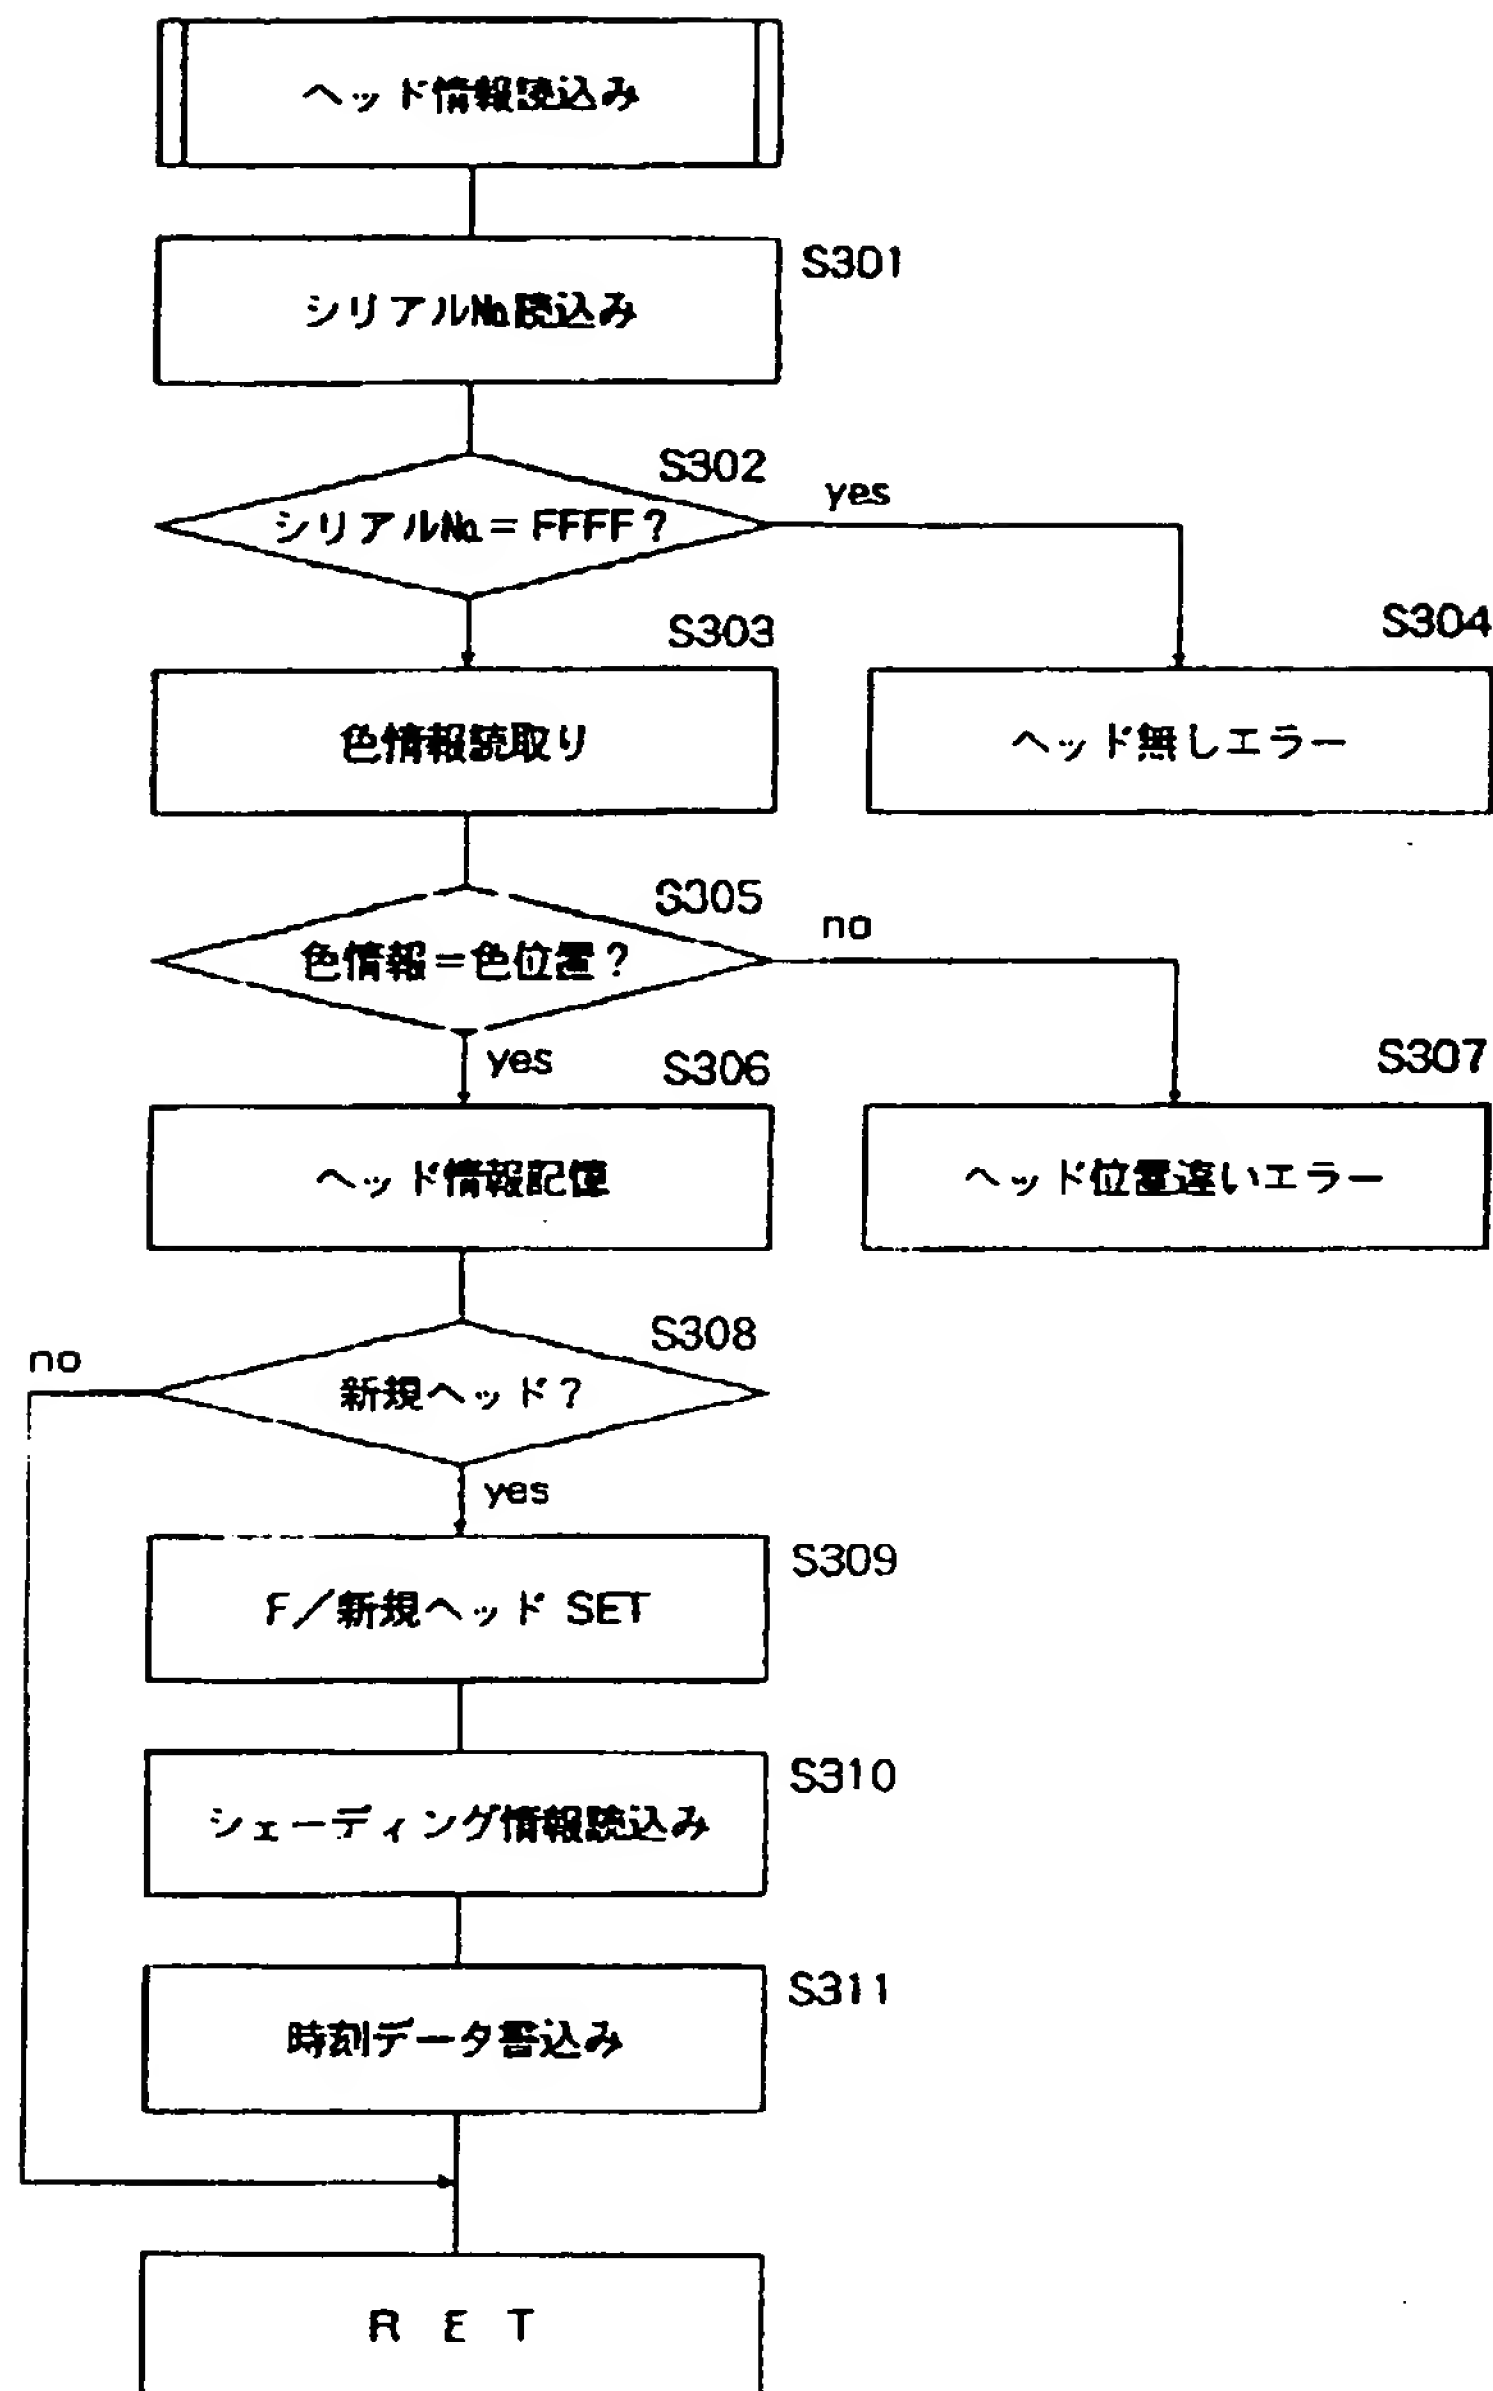 ヘッド情報読込み
S301
シリアル№読込み
S302
シリアル№=FFFF?
yes
S303
S304
色情報読取り
ヘッド無しエラー
S305
色情報=色位置?
no
yes
S306
S307
ヘッド情報記憶
ヘッド位置違いエラー
S308
no
新規ヘッド?
yes
S309
F/新規ヘッド SET
S310
シェーディング情報読込み
S311
時刻データ書込み
R E T